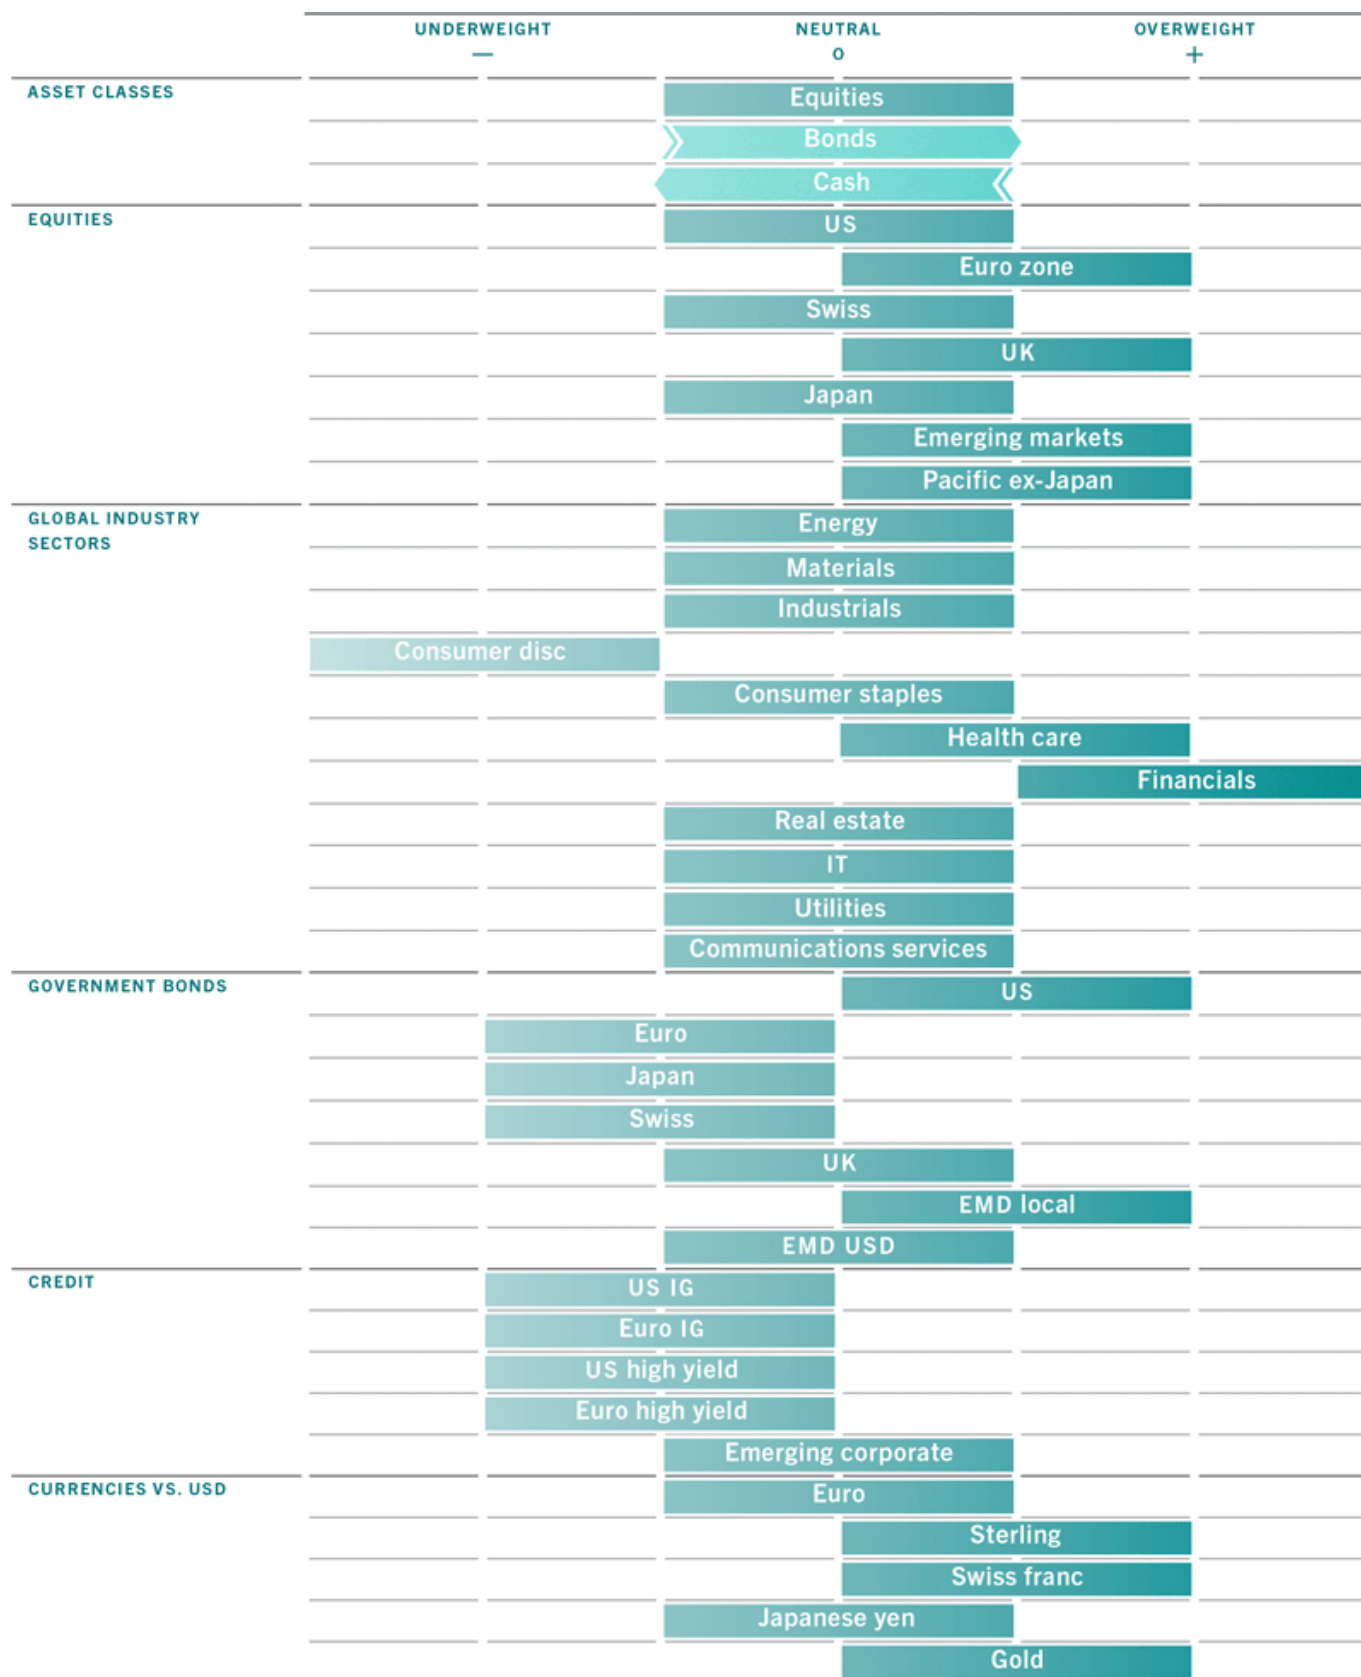 UNDERWEIGHT NEUTRAL OVERWEIGHT
— o +
ASSET CLASSES Equities
Bonds
Cash
EQUITIES US
Euro zone
Swiss
UK
Japan
Emerging markets
Pacific ex-Japan
GLOBAL INDUSTRY Energy
SECTORS
Materials
Industrials
Consumer disc
Consumer staples
Health care
Financials
Real estate
IT
Utilities
Communications services
GOVERNMENT BONDS US
Euro
Japan
Swiss
UK
EMD local
EMD USD
CREDIT US IG
Euro IG
US high yield
Euro high yield
Emerging corporate
CURRENCIES VS. USD Euro
Sterling
Swiss franc
Japanese yen
Gold